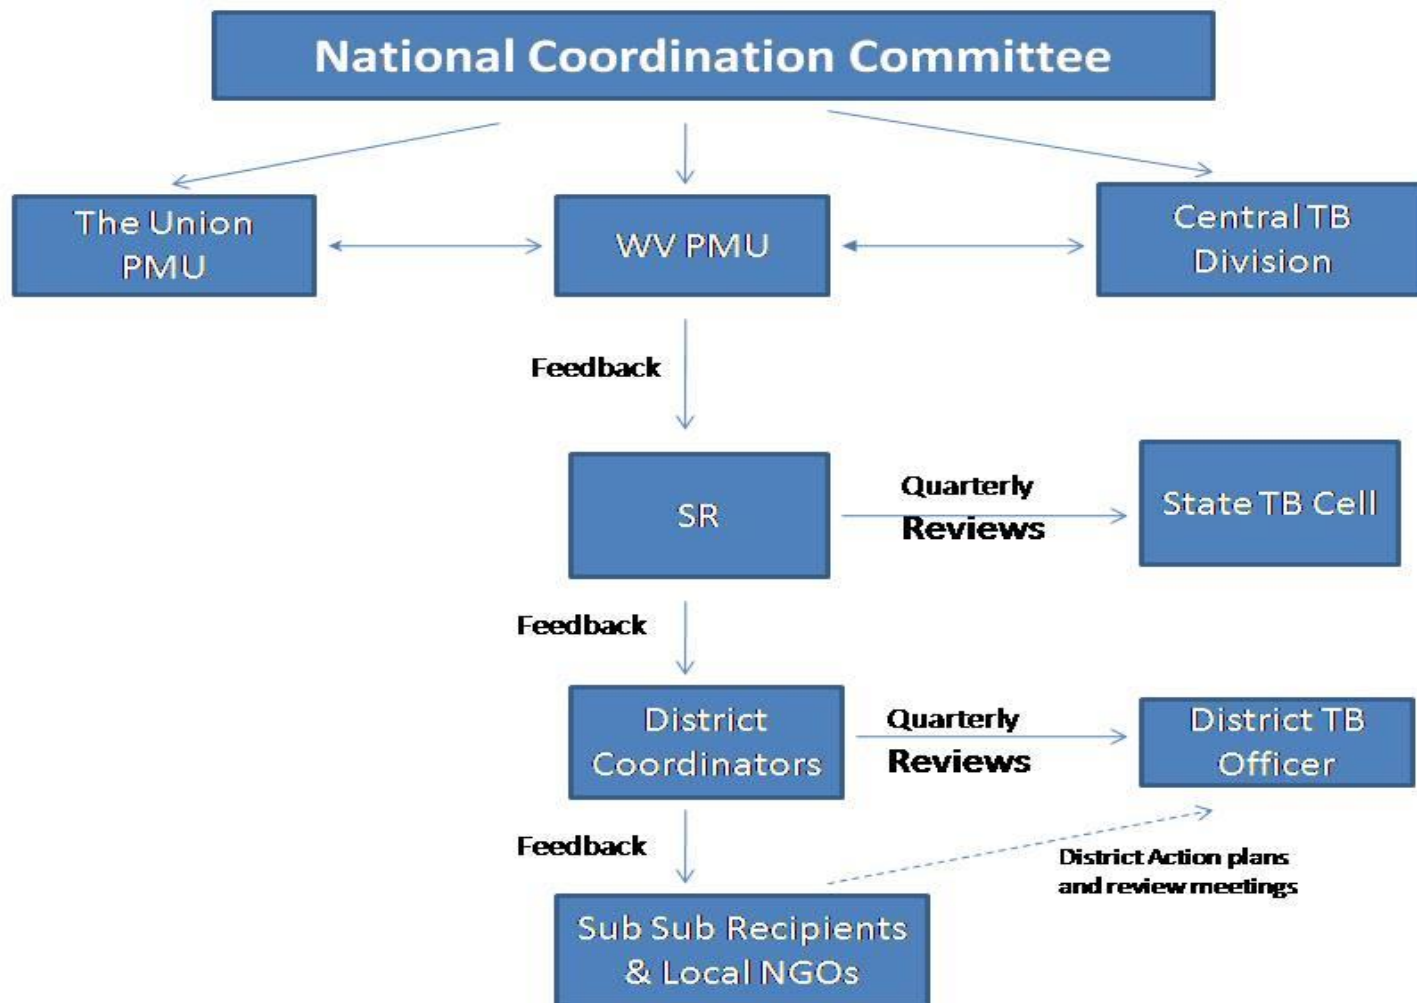 National Coordination Committee
The Union
PMU
WV PMU
Central TB
Division
Feedback
SR
Quarterly
Reviews
State TB Cell
Feedback
District
Coordinators
Quarterly
Reviews
District TB
Officer
Feedback
District Action plans
and review meetings
Sub Sub Recipients
& Local NGOs